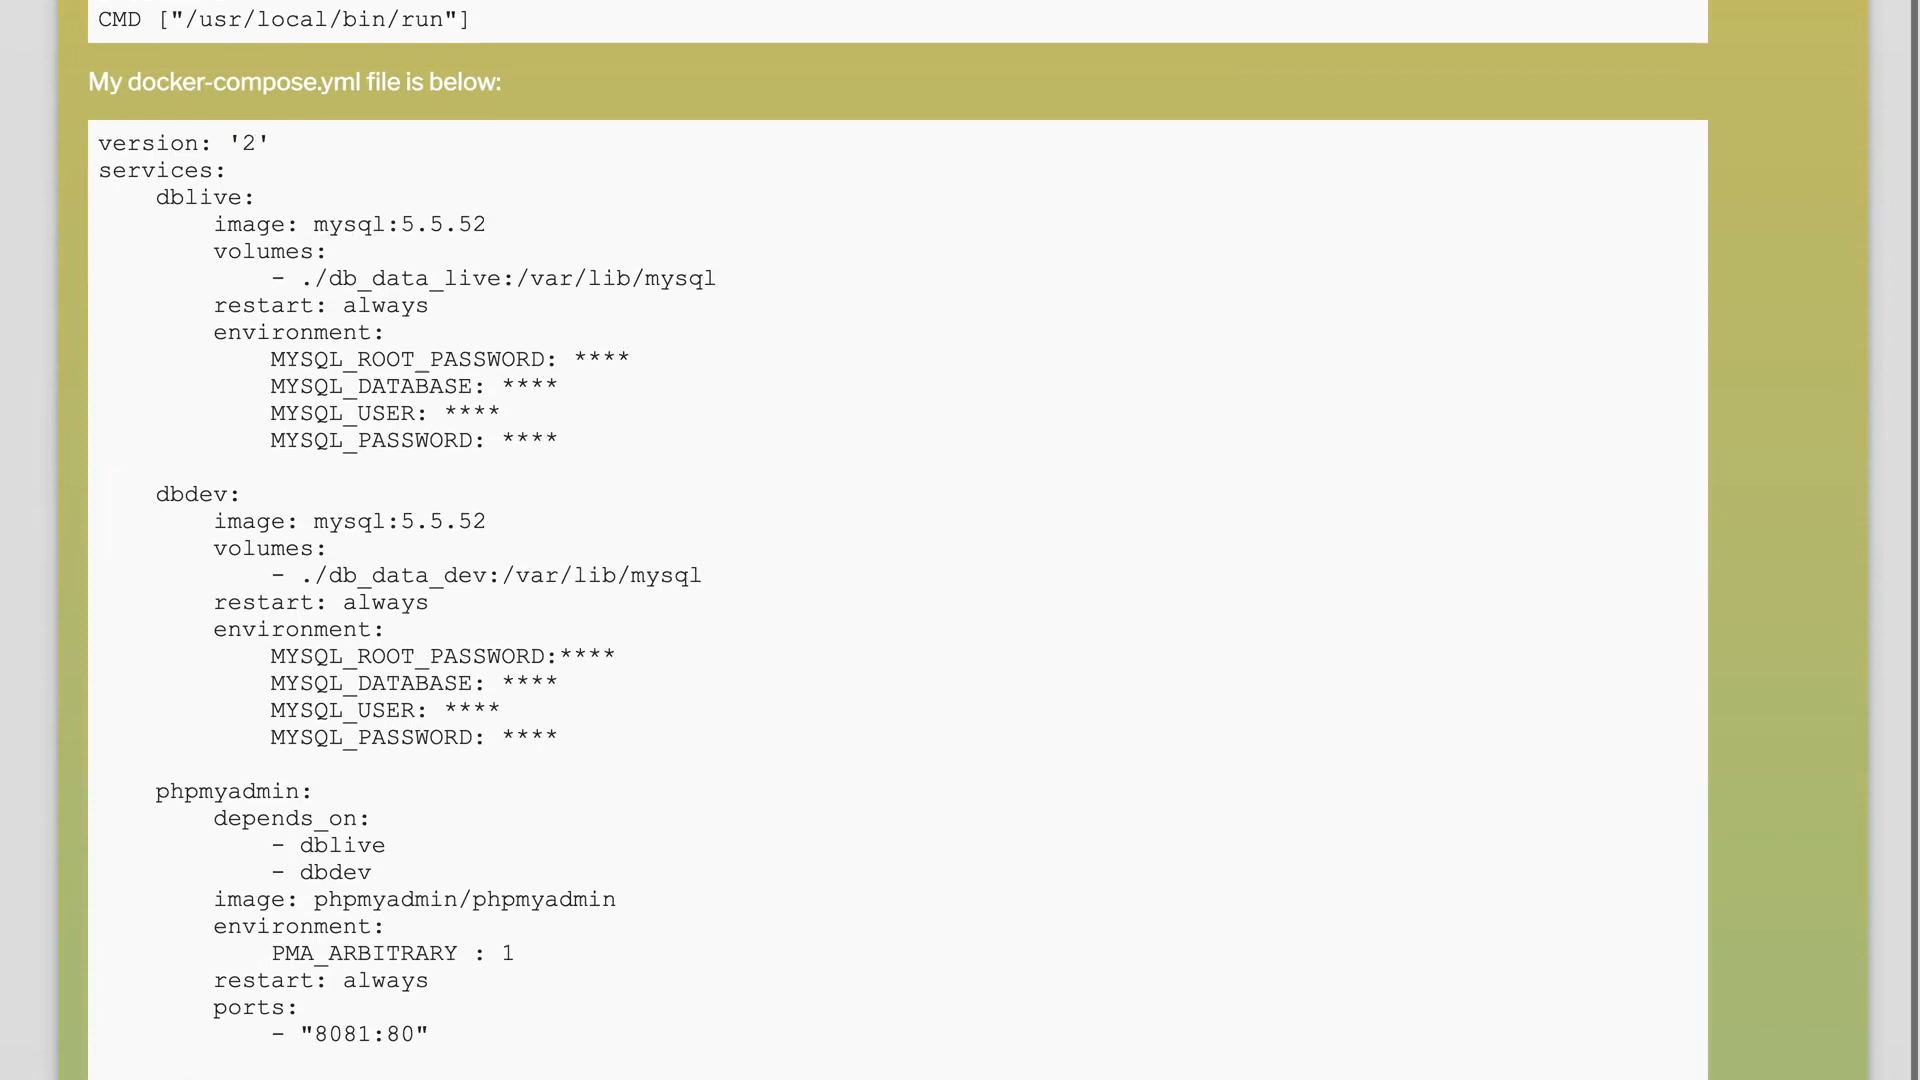 CMD ["/usr/local/bin/run"]
My docker-compose.yml file is below:
version: '2'
services:
    dblive:
        image: mysql:5.5.52
        volumes:
            - ./db_data_live:/var/lib/mysql
        restart: always
        environment:
            MYSQL_ROOT_PASSWORD: ****
            MYSQL_DATABASE: ****
            MYSQL_USER: ****
            MYSQL_PASSWORD: ****

    dbdev:
        image: mysql:5.5.52
        volumes:
            - ./db_data_dev:/var/lib/mysql
        restart: always
        environment:
            MYSQL_ROOT_PASSWORD:****
            MYSQL_DATABASE: ****
            MYSQL_USER: ****
            MYSQL_PASSWORD: ****

    phpmyadmin:
        depends_on:
            - dblive
            - dbdev
        image: phpmyadmin/phpmyadmin
        environment:
            PMA_ARBITRARY : 1
        restart: always
        ports:
            - "8081:80"